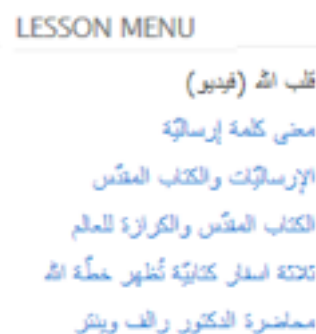 LESSON MENU
قلب الله (فيديو)
معنى كلمة إرساليّة
الإرساليّات والكتاب المقدّس
الكتاب المقدّس والكرازة للعالم
ثلاثة اسفار كتابيّة تُظهر خطّة الله
محاضرة الدكتور رالف وينتر